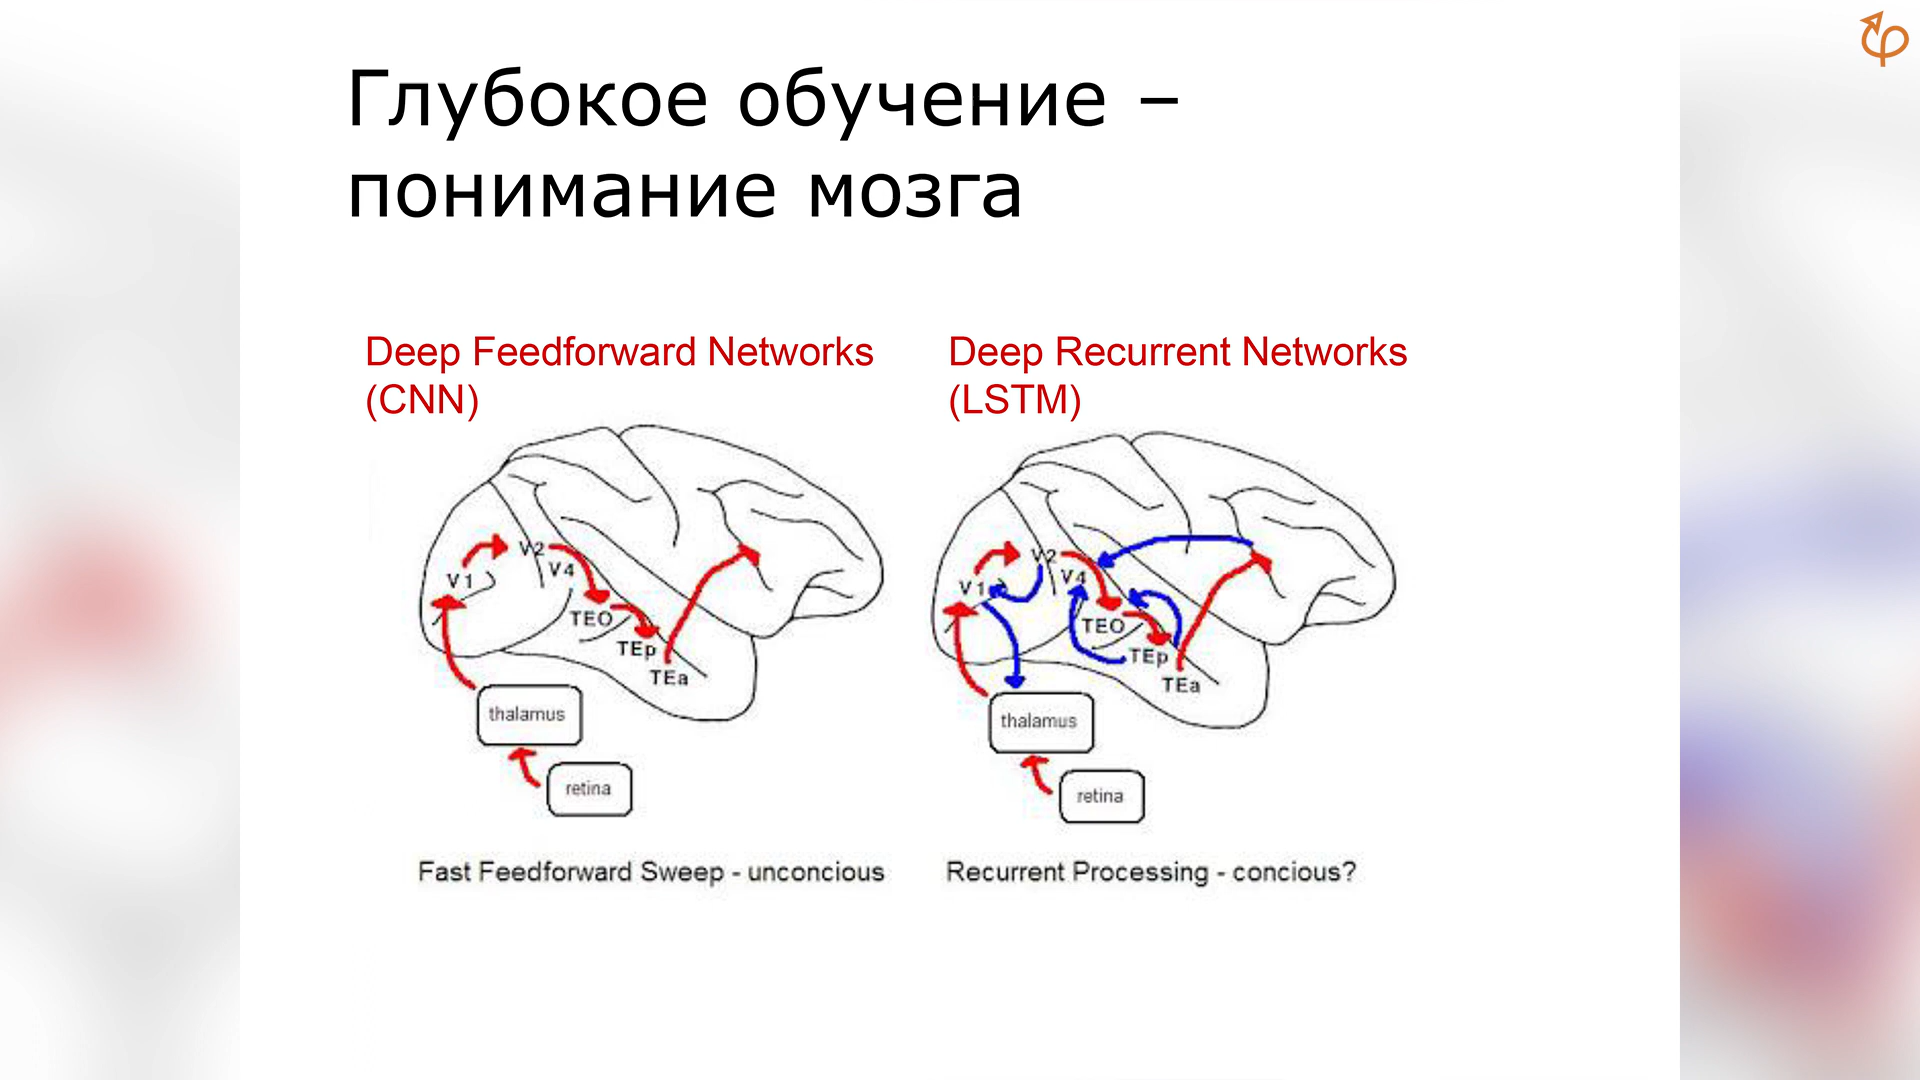 Глубокое обучение –
понимание мозга
Deep Feedforward Networks
(CNN)
V1
V2
V4
TEO
TEp
TEa
thalamus
retina
Fast Feedforward Sweep - unconcious
Deep Recurrent Networks
(LSTM)
V1
V2
V4
TEO
TEp
TEa
thalamus
retina
Recurrent Processing - concious?